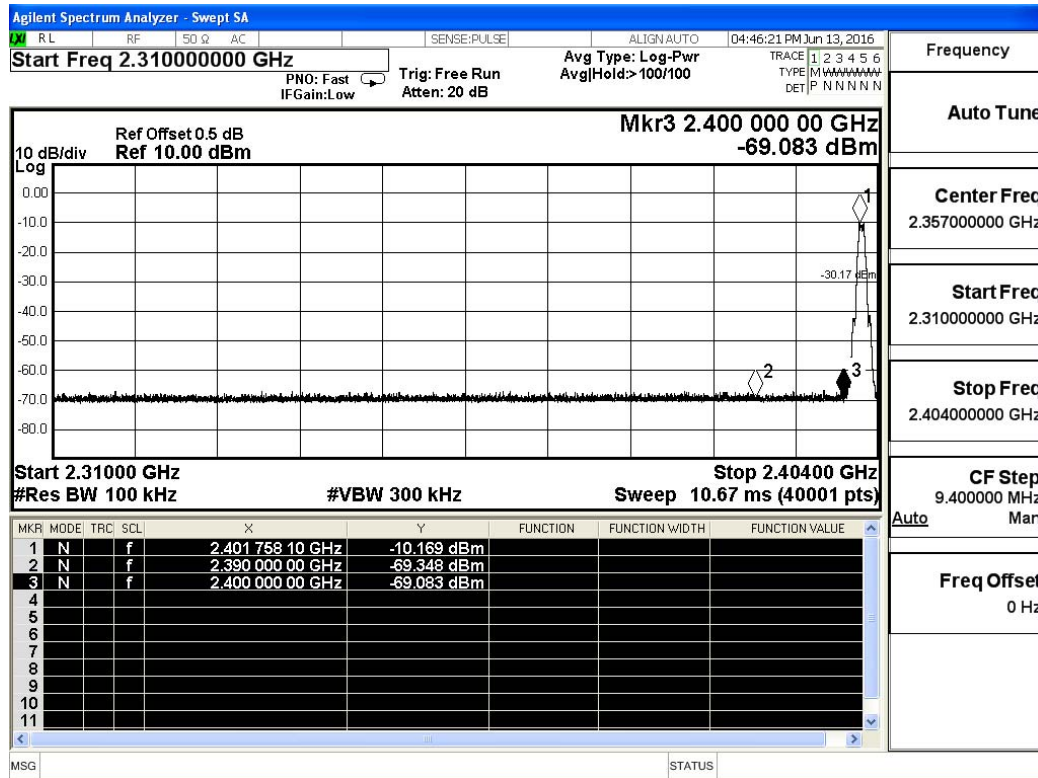 Agilent Spectrum Analyzer - Swept SA
LXI RL RF 50 Ω AC SENSE:PULSE ALIGN AUTO 04:46:21 PM Jun 13, 2016
Start Freq 2.310000000 GHz
PNO: Fast
IFGain:Low
Trig: Free Run
Atten: 20 dB
Avg Type: Log-Pwr
Avg|Hold:>100/100
TRACE 1 2 3 4 5 6
TYPE M
DET P N N N N N
Ref Offset 0.5 dB
10 dB/div Ref 10.00 dBm
Log
Mkr3 2.400 000 00 GHz
-69.083 dBm
0.00
-10.0
-20.0
-30.0
-40.0
-50.0
-60.0
-70.0
-80.0
1
-30.17 dBm
2
3
Start 2.31000 GHz Stop 2.40400 GHz
#Res BW 100 kHz #VBW 300 kHz Sweep 10.67 ms (40001 pts)
MKR MODE TRC SCL X Y FUNCTION FUNCTION WIDTH FUNCTION VALUE
1 N f 2.401 758 10 GHz -10.169 dBm
2 N f 2.390 000 00 GHz -69.348 dBm
3 N f 2.400 000 00 GHz -69.083 dBm
4
5
6
7
8
9
10
11
MSG STATUS
Frequency
Auto Tune
Center Freq
2.357000000 GHz
Start Freq
2.310000000 GHz
Stop Freq
2.404000000 GHz
CF Step
9.400000 MHz
Auto Man
Freq Offset
0 Hz